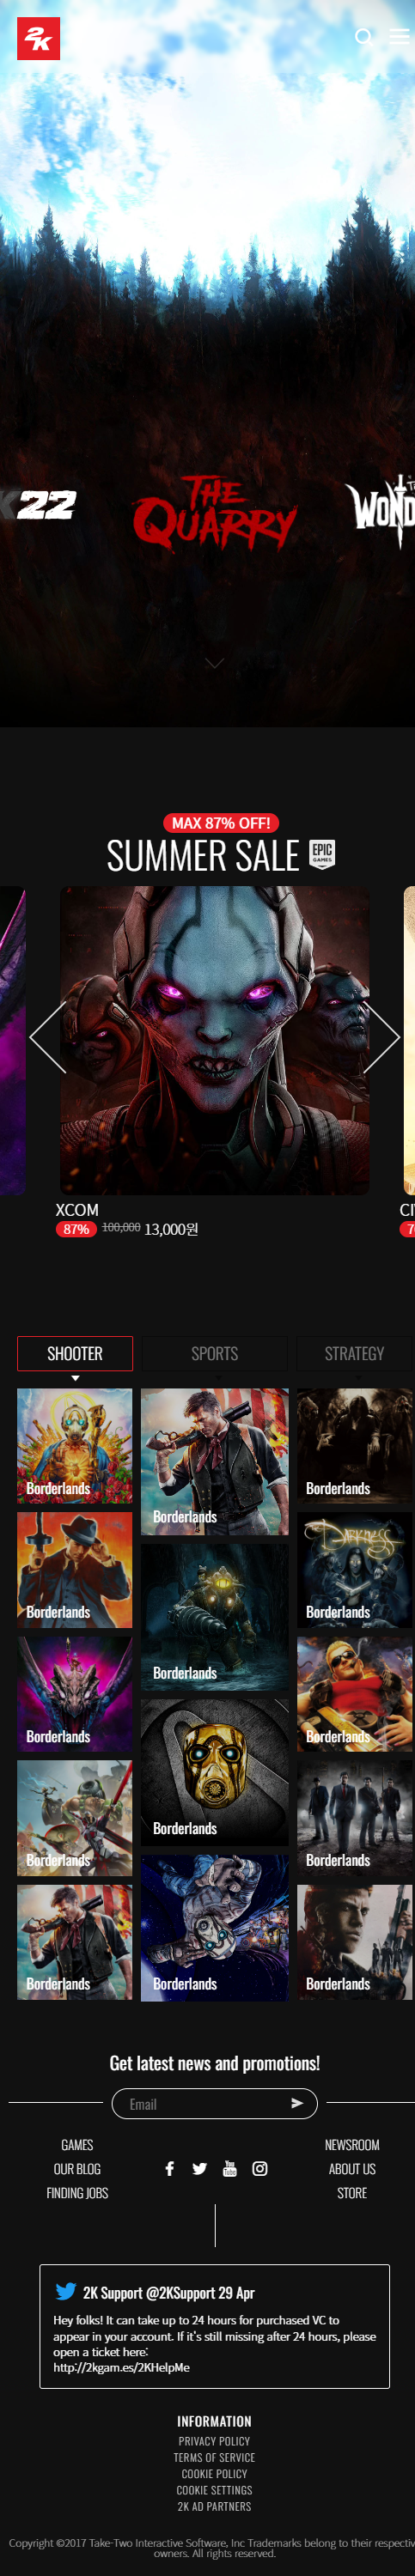 2K
K22
THE
QUARRY
WOND
MAX 87% OFF!
SUMMER SALE
EPIC
GAMES
XCOM
87% 100,000 13,000원
CI
7
SHOOTER
SPORTS
STRATEGY
Borderlands
Borderlands
Borderlands
Borderlands
Borderlands
Borderlands
Borderlands
Borderlands
Borderlands
Borderlands
DARKNESS
Borderlands
Borderlands
Borderlands
Borderlands
Get latest news and promotions!
Email
GAMES
OUR BLOG
FINDING JOBS
You
Tube
NEWSROOM
ABOUT US
STORE
2K Support @2KSupport 29 Apr
Hey folks! It can take up to 24 hours for purchased VC to
appear in your account. If it's still missing after 24 hours, please
open a ticket here:
http://2kgam.es/2KHelpMe
INFORMATION
PRIVACY POLICY
TERMS OF SERVICE
COOKIE POLICY
COOKIE SETTINGS
2K AD PARTNERS
Copyright ©2017 Take-Two Interactive Software, Inc Trademarks belong to their respectiv
owners. All rights reserved.